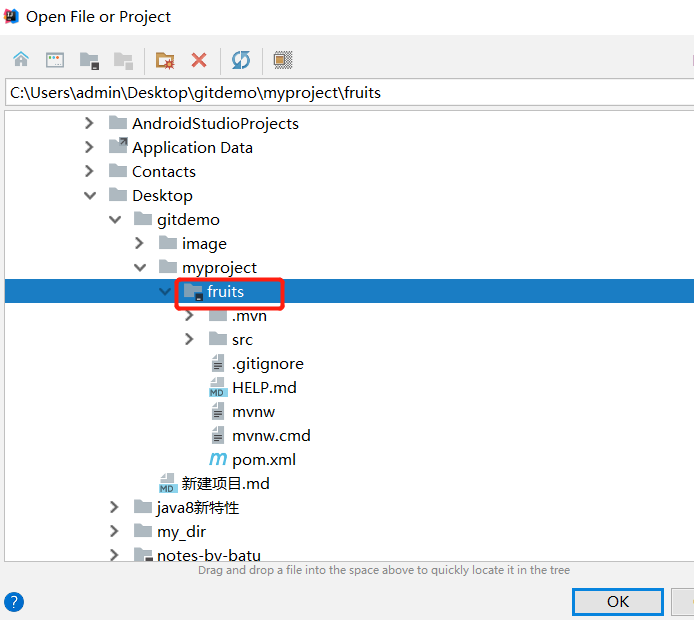 Open File or Project
C:\Users\admin\Desktop\gitdemo\myproject\fruits
AndroidStudioProjects
Application Data
Contacts
Desktop
gitdemo
image
myproject
fruits
.mvn
src
.gitignore
MD HELP.md
mvnw
mvnw.cmd
m pom.xml
MD 新建项目.md
java8新特性
my_dir
notes-by-batu
Drag and drop a file into the space above to quickly locate it in the tree
? OK